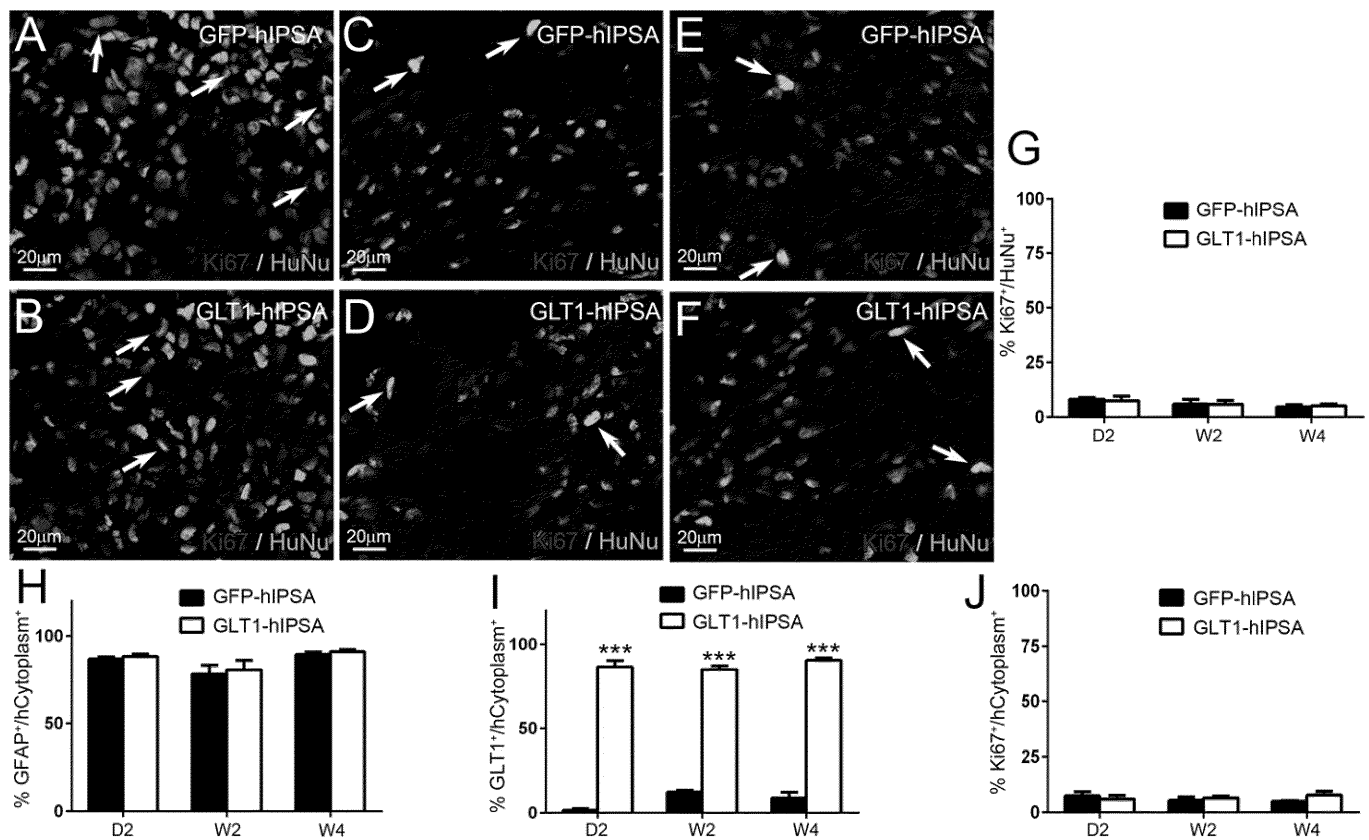 A
GFP-hIPSA
20µm
Ki67 / HuNu
C
GFP-hIPSA
20µm
Ki67 / HuNu
E
GFP-hIPSA
20µm
Ki67 / HuNu
B
GLT1-hIPSA
20µm
Ki67 / HuNu
D
GLT1-hIPSA
20µm
Ki67 / HuNu
F
GLT1-hIPSA
20µm
Ki67 / HuNu
G
% Ki67⁺/HuNu⁺
100
75
50
25
0
GFP-hIPSA
GLT1-hIPSA
D2 W2 W4
H
% GFAP⁺/hCytoplasm⁺
100
50
0
GFP-hIPSA
GLT1-hIPSA
D2 W2 W4
I
% GLT1⁺/hCytoplasm⁺
100
50
0
GFP-hIPSA
GLT1-hIPSA
*** *** ***
D2 W2 W4
J
% Ki67⁺/hCytoplasm⁺
100
75
50
25
0
GFP-hIPSA
GLT1-hIPSA
D2 W2 W4